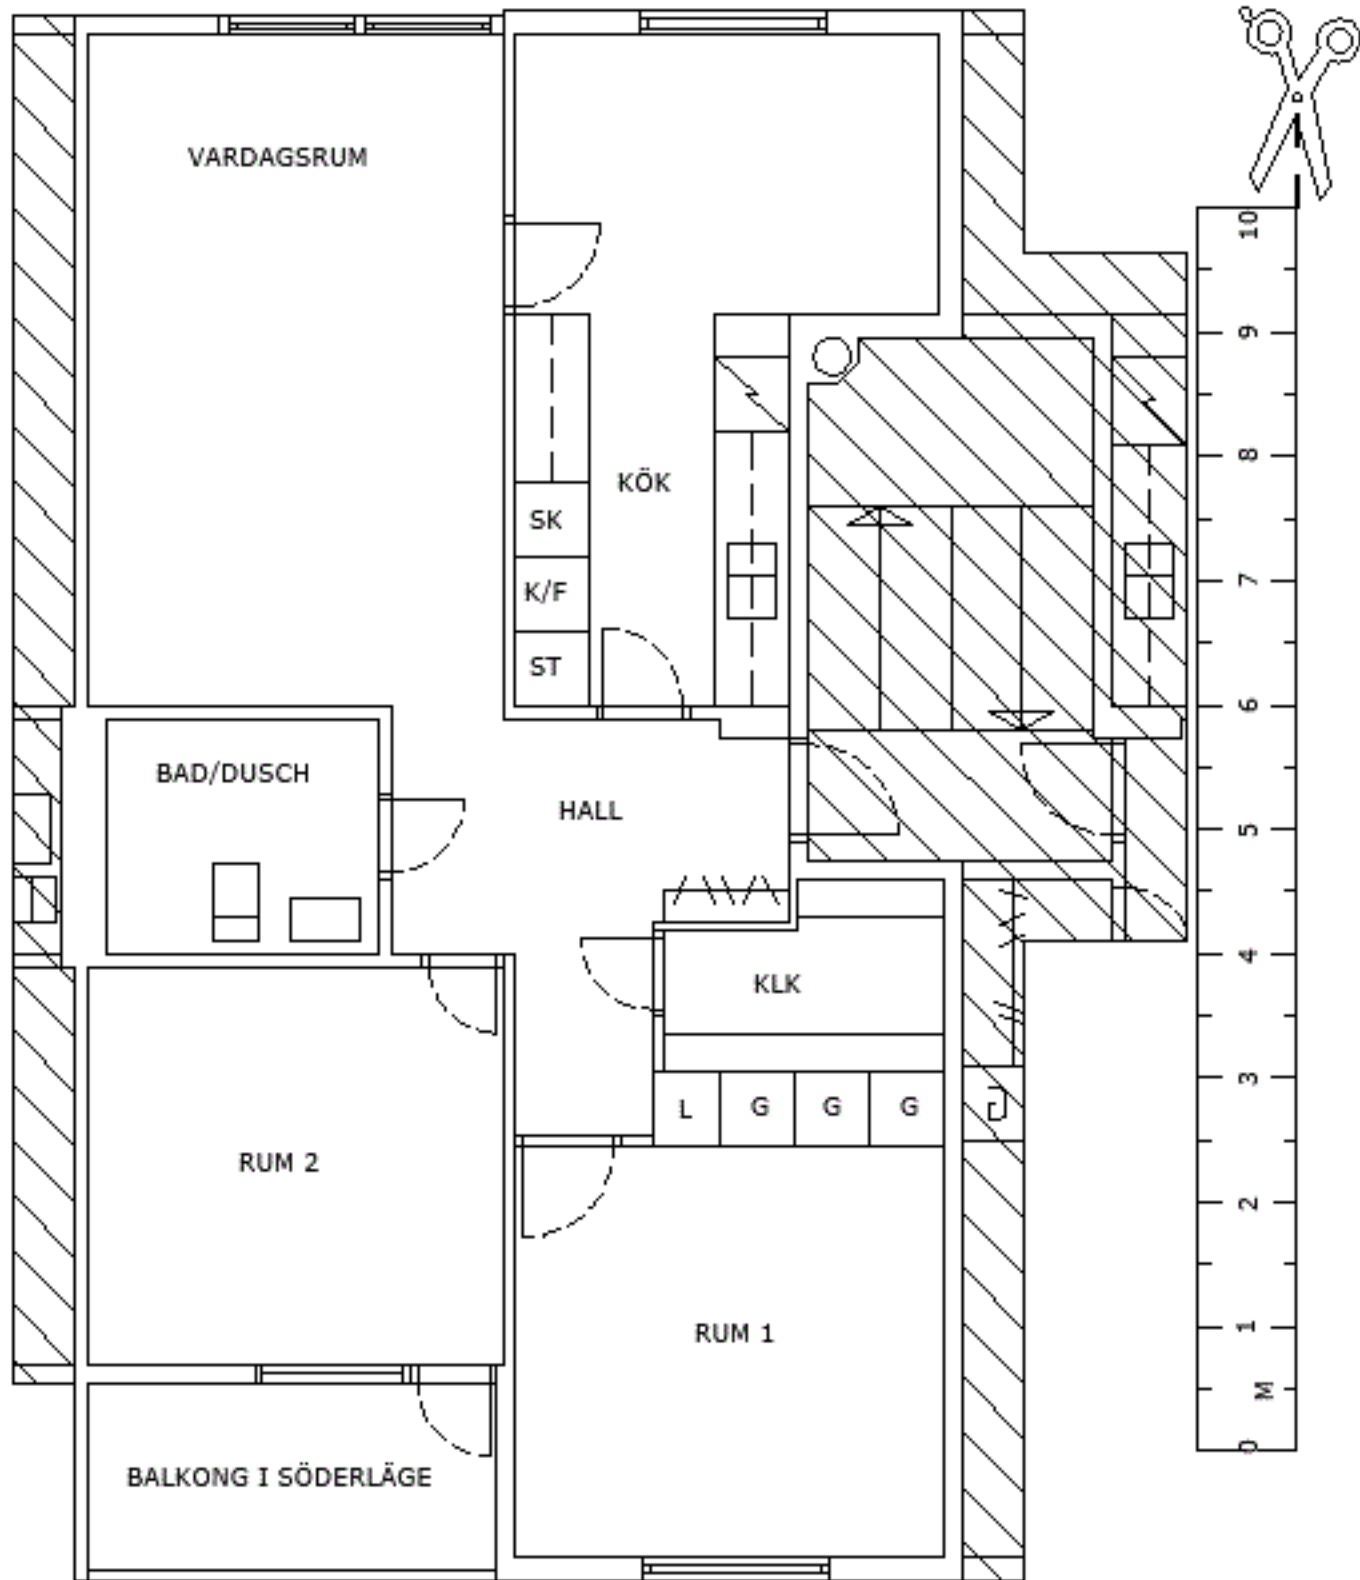 VARDAGSRUM
KÖK
SK
K/F
ST
BAD/DUSCH
HALL
KLK
L G G G
RUM 2
RUM 1
BALKONG I SÖDERLÄGE
10
9
8
7
6
5
4
3
2
1
M
0